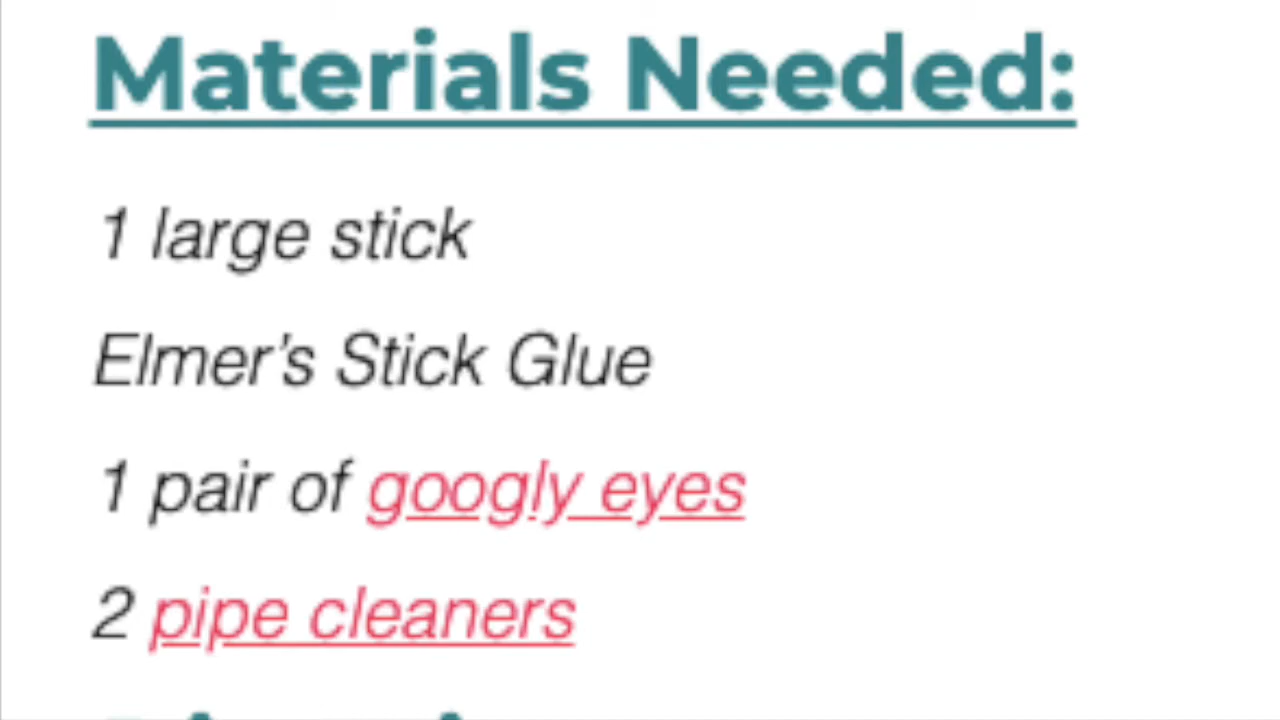 Materials Needed:
1 large stick
Elmer’s Stick Glue
1 pair of googly eyes
2 pipe cleaners